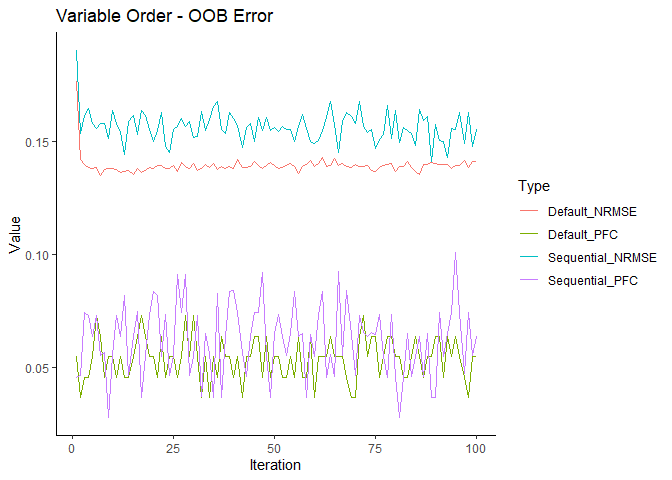 Variable Order - OOB Error
Value
0.15
0.10
0.05
0
25
50
75
100
Iteration
Type
Default_NRMSE
Default_PFC
Sequential_NRMSE
Sequential_PFC